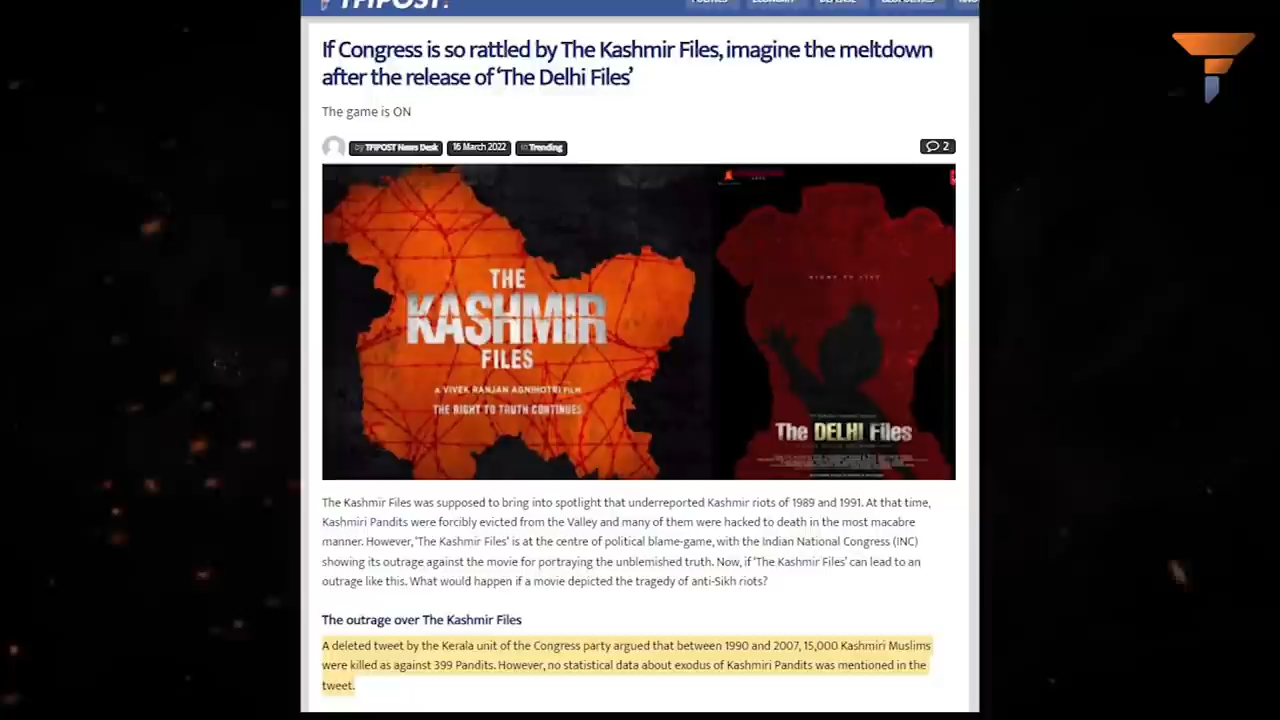 TFIPOST.
If Congress is so rattled by The Kashmir Files, imagine the meltdown
after the release of ‘The Delhi Files’
The game is ON
by TFIPOST News Desk 16 March 2022 in Trending 2
THE
KASHMIR
FILES
A VIVEK RANJAN AGNIHOTRI FILM
THE RIGHT TO TRUTH CONTINUES
RIGHT TO LIFE
The DELHI Files
The Kashmir Files was supposed to bring into spotlight that underreported Kashmir riots of 1989 and 1991. At that time,
Kashmiri Pandits were forcibly evicted from the Valley and many of them were hacked to death in the most macabre
manner. However, ‘The Kashmir Files’ is at the centre of political blame-game, with the Indian National Congress (INC)
showing its outrage against the movie for portraying the unblemished truth. Now, if ‘The Kashmir Files’ can lead to an
outrage like this. What would happen if a movie depicted the tragedy of anti-Sikh riots?
The outrage over The Kashmir Files
A deleted tweet by the Kerala unit of the Congress party argued that between 1990 and 2007, 15,000 Kashmiri Muslims
were killed as against 399 Pandits. However, no statistical data about exodus of Kashmiri Pandits was mentioned in the
tweet.